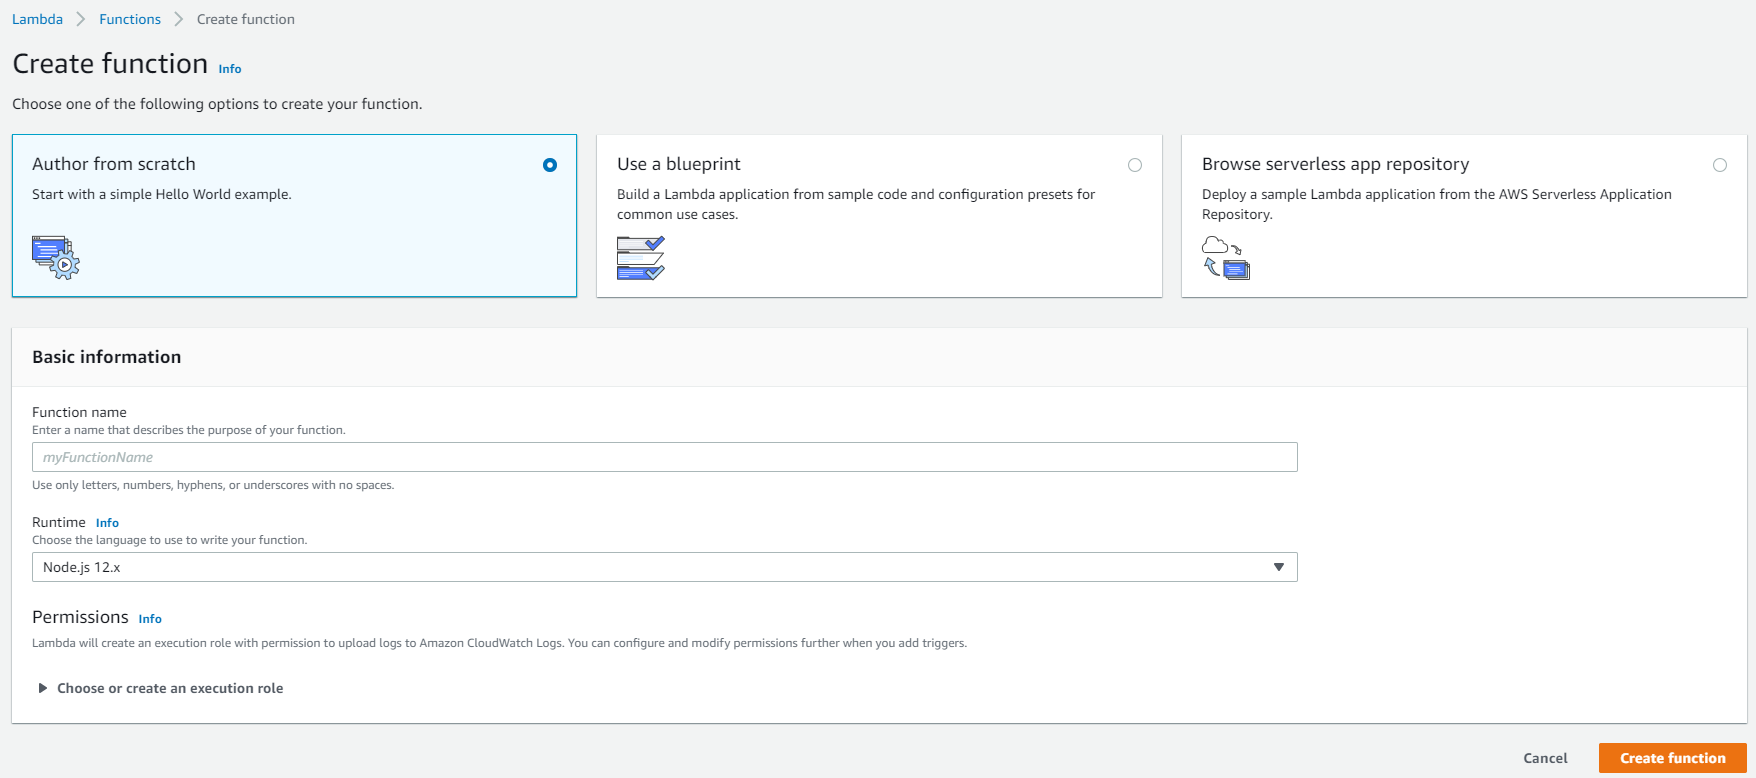 Lambda > Functions > Create function
Create function Info
Choose one of the following options to create your function.
Author from scratch
Start with a simple Hello World example.
Use a blueprint
Build a Lambda application from sample code and configuration presets for
common use cases.
Browse serverless app repository
Deploy a sample Lambda application from the AWS Serverless Application
Repository.
Basic information
Function name
Enter a name that describes the purpose of your function.
myFunctionName
Use only letters, numbers, hyphens, or underscores with no spaces.
Runtime Info
Choose the language to use to write your function.
Node.js 12.x
Permissions Info
Lambda will create an execution role with permission to upload logs to Amazon CloudWatch Logs. You can configure and modify permissions further when you add triggers.
Choose or create an execution role
Cancel Create function